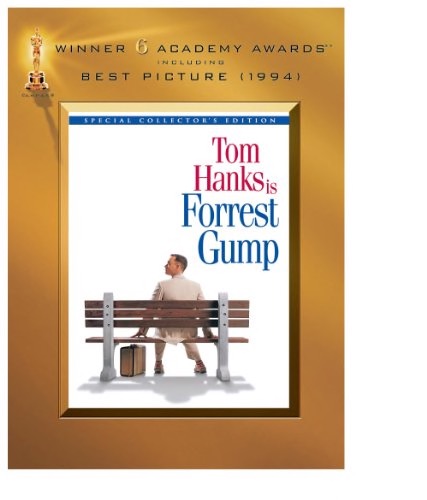 WINNER 6 ACADEMY AWARDS
INCLUDING
BEST PICTURE (1994)
SPECIAL COLLECTOR'S EDITION
Tom
Hanks is
Forrest
Gump